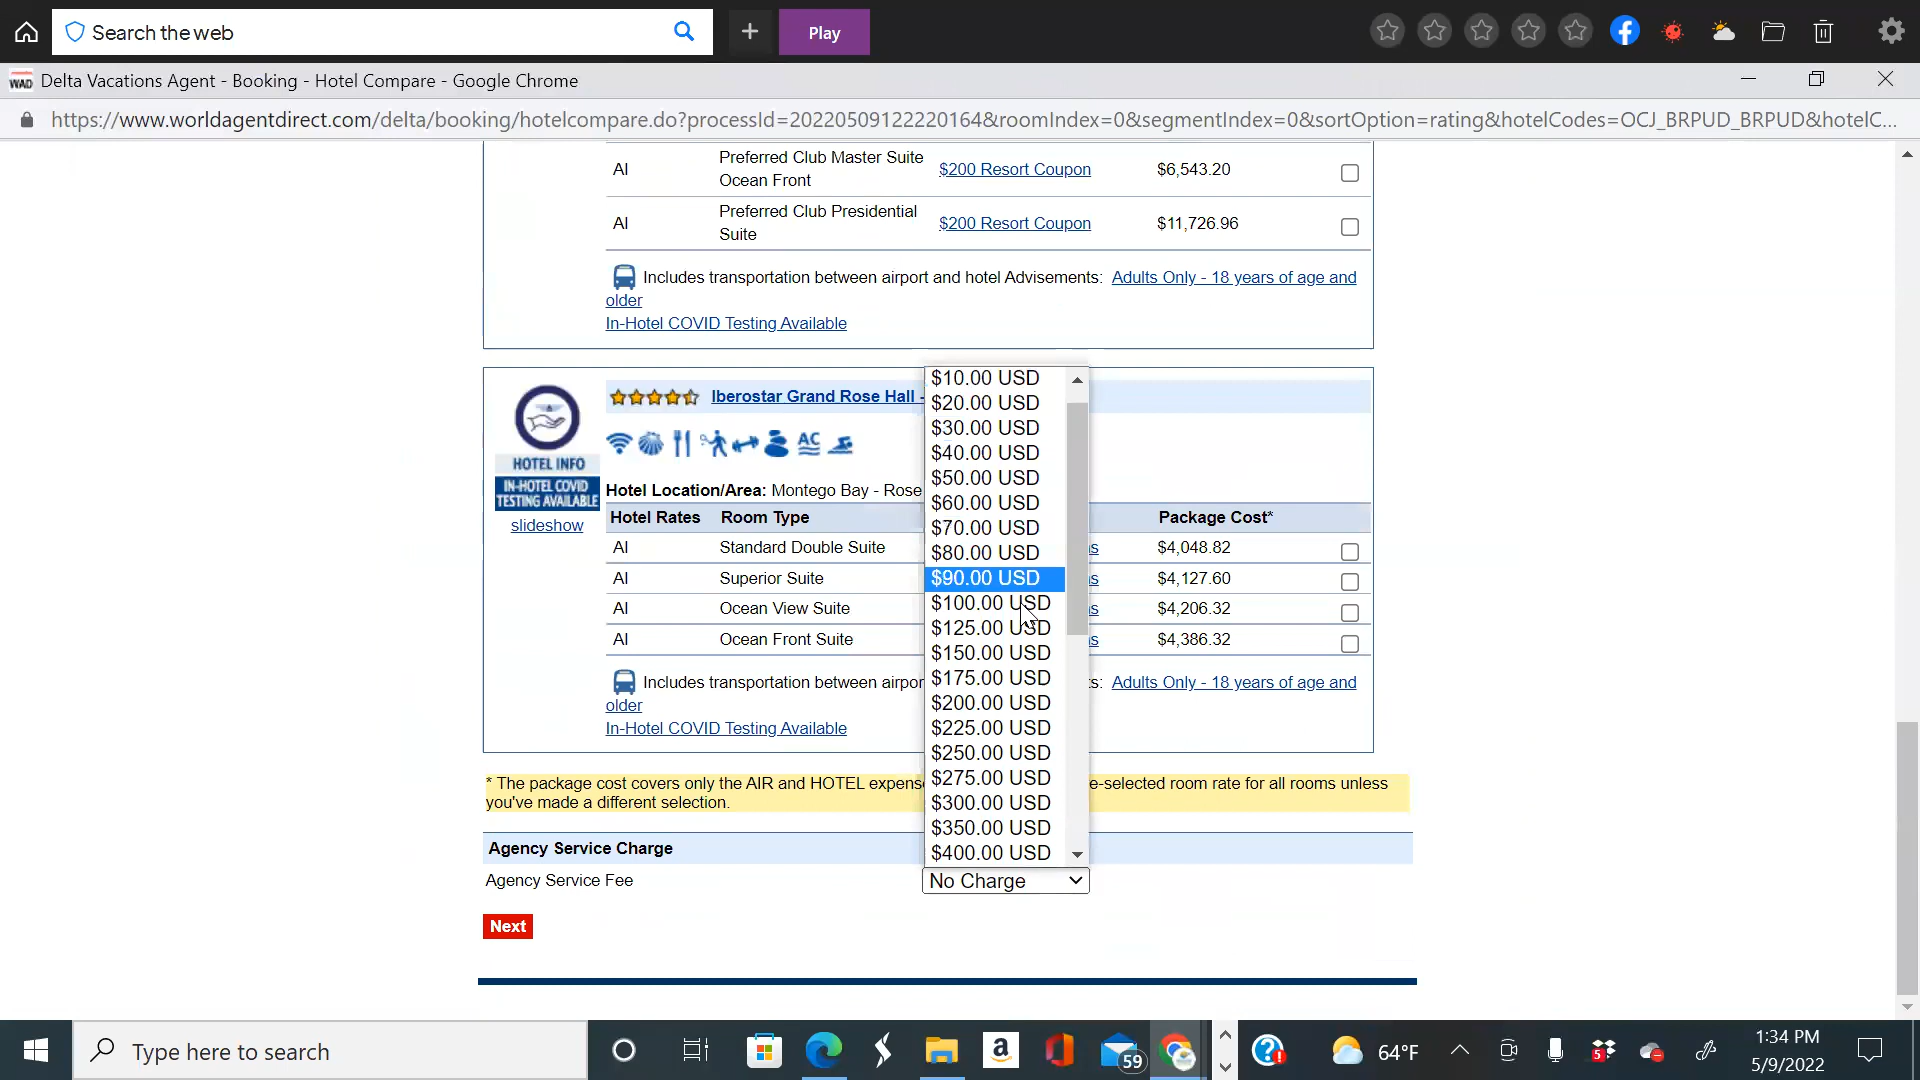 Search the web
+
Play
WAD Delta Vacations Agent - Booking - Hotel Compare - Google Chrome
https://www.worldagentdirect.com/delta/booking/hotelcompare.do?processId=20220509122220164&roomIndex=0&segmentIndex=0&sortOption=rating&hotelCodes=OCJ_BRPUD_BRPUD&hotelC...
AI Preferred Club Master Suite Ocean Front $200 Resort Coupon $6,543.20
AI Preferred Club Presidential Suite $200 Resort Coupon $11,726.96
Includes transportation between airport and hotel Advisements: Adults Only - 18 years of age and
older
In-Hotel COVID Testing Available
HOTEL INFO
IN-HOTEL COVID
TESTING AVAILABLE
slideshow
Iberostar Grand Rose Hall -
AC
Hotel Location/Area: Montego Bay - Rose
Hotel Rates Room Type Package Cost*
AI Standard Double Suite s $4,048.82
AI Superior Suite s $4,127.60
AI Ocean View Suite s $4,206.32
AI Ocean Front Suite s $4,386.32
Includes transportation between airpor ts: Adults Only - 18 years of age and
older
In-Hotel COVID Testing Available
$10.00 USD
$20.00 USD
$30.00 USD
$40.00 USD
$50.00 USD
$60.00 USD
$70.00 USD
$80.00 USD
$90.00 USD
$100.00 USD
$125.00 USD
$150.00 USD
$175.00 USD
$200.00 USD
$225.00 USD
$250.00 USD
$275.00 USD
$300.00 USD
$350.00 USD
$400.00 USD
* The package cost covers only the AIR and HOTEL expens e-selected room rate for all rooms unless
you've made a different selection.
Agency Service Charge
Agency Service Fee No Charge
Next
Type here to search
59
64°F
5
1:34 PM
5/9/2022